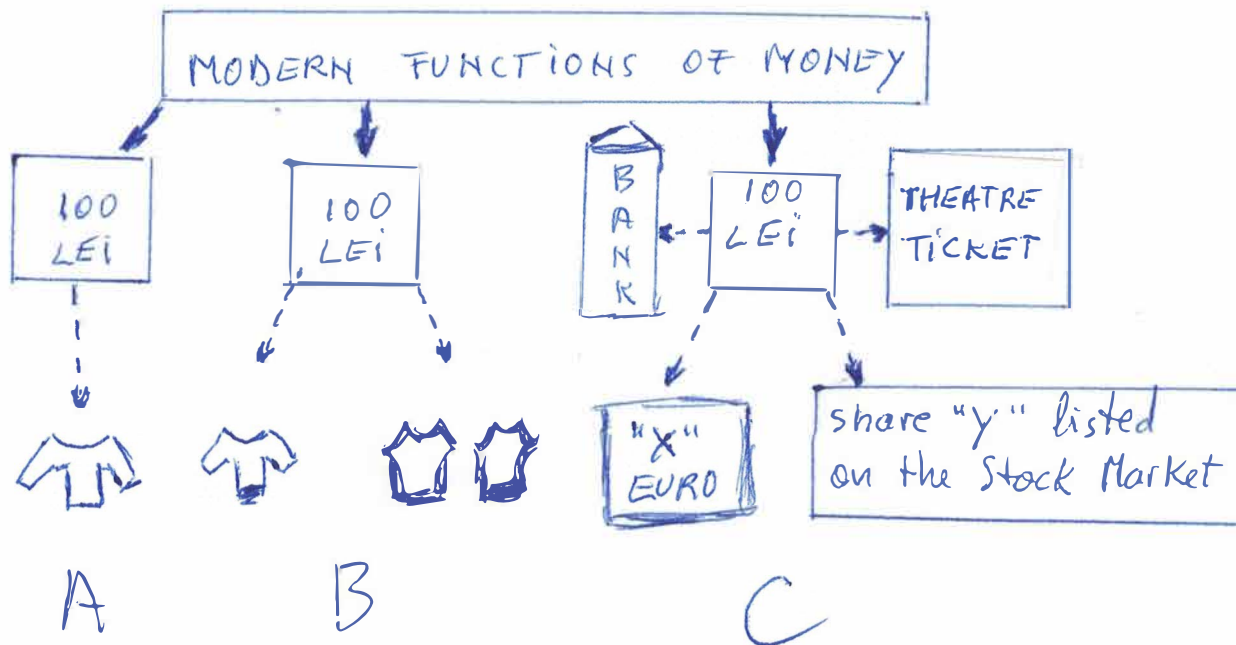 MODERN FUNCTIONS OF MONEY
100
LEI
100
LEI
BANK
100
LEI
THEATRE
TICKET
"X"
EURO
share "y" listed
on the Stock Market
A
B
C